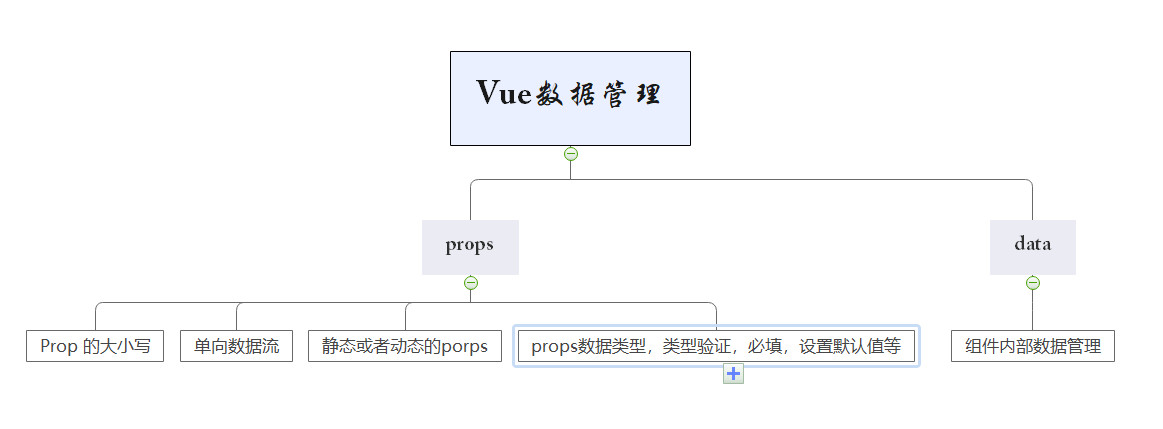 Vue数据管理
props
data
Prop 的大小写
单向数据流
静态或者动态的porps
props数据类型，类型验证，必填，设置默认值等
组件内部数据管理